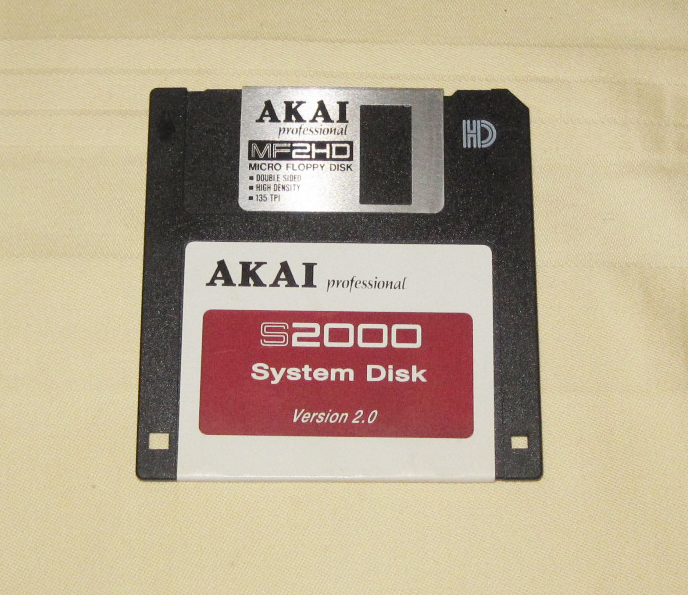 AKAI
professional
MF2HD
MICRO FLOPPY DISK
▪ DOUBLE SIDED
▪ HIGH DENSITY
▪ 135 TPI
HD
AKAI professional
S2000
System Disk
Version 2.0